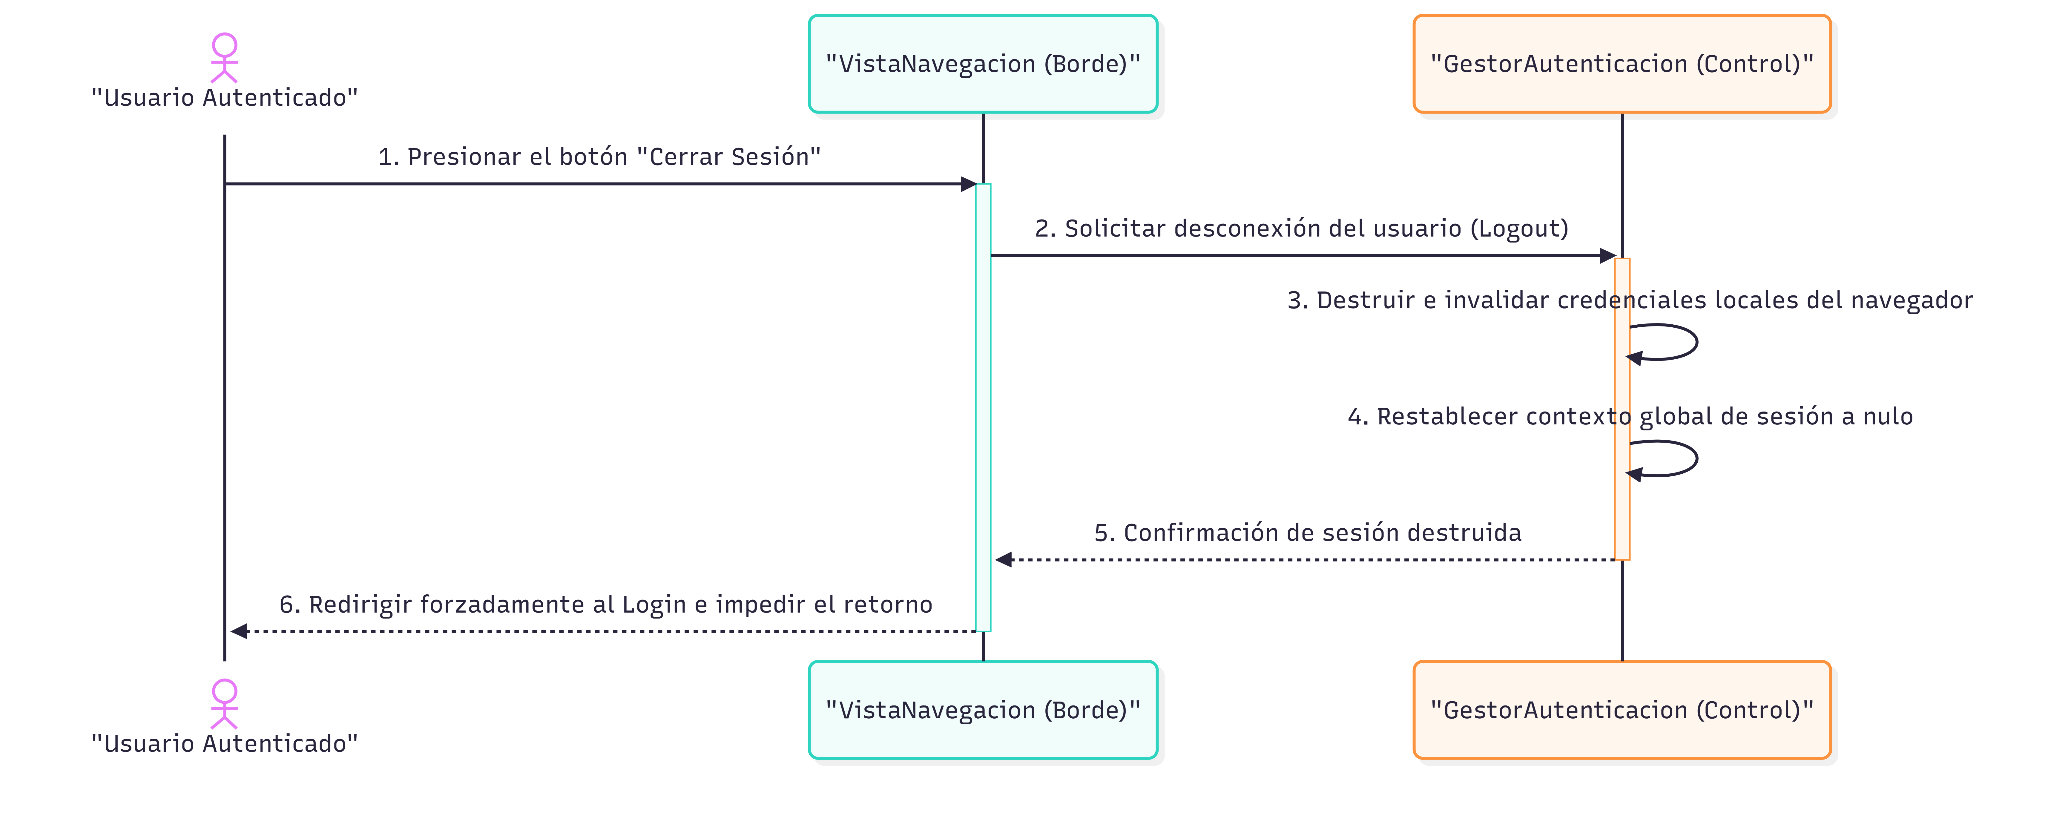 "Usuario Autenticado"
"VistaNavegacion (Borde)"
"GestorAutenticacion (Control)"
1. Presionar el botón "Cerrar Sesión"
2. Solicitar desconexión del usuario (Logout)
3. Destruir e invalidar credenciales locales del navegador
4. Restablecer contexto global de sesión a nulo
5. Confirmación de sesión destruida
6. Redirigir forzadamente al Login e impedir el retorno
"Usuario Autenticado"
"VistaNavegacion (Borde)"
"GestorAutenticacion (Control)"